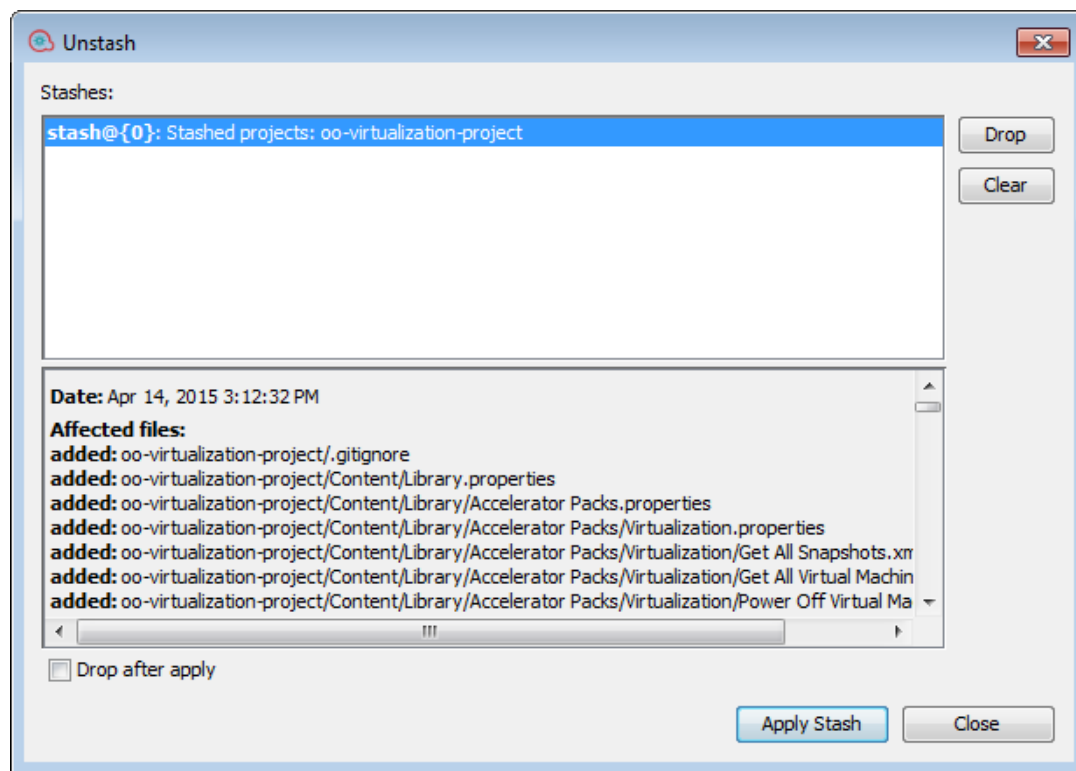 Unstash
Stashes:
stash@{0}: Stashed projects: oo-virtualization-project
Drop
Clear
Date: Apr 14, 2015 3:12:32 PM
Affected files:
added: oo-virtualization-project/.gitignore
added: oo-virtualization-project/Content/Library.properties
added: oo-virtualization-project/Content/Library/Accelerator Packs.properties
added: oo-virtualization-project/Content/Library/Accelerator Packs/Virtualization.properties
added: oo-virtualization-project/Content/Library/Accelerator Packs/Virtualization/Get All Snapshots.xm
added: oo-virtualization-project/Content/Library/Accelerator Packs/Virtualization/Get All Virtual Machin
added: oo-virtualization-project/Content/Library/Accelerator Packs/Virtualization/Power Off Virtual Ma
Drop after apply
Apply Stash
Close